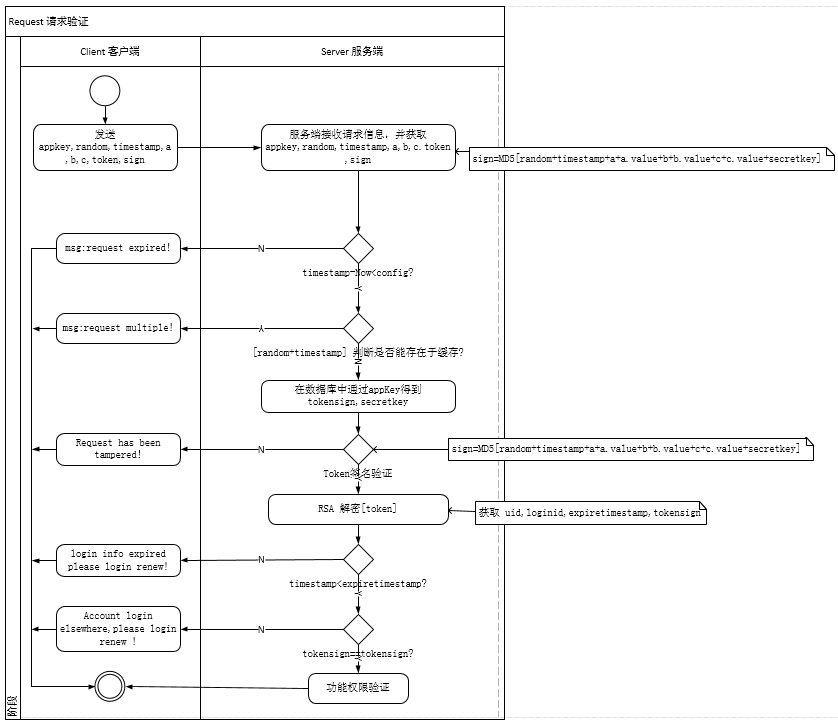 Request 请求验证
Client 客户端
Server 服务端
发送
appkey,random,timestamp,a
,b,c,token,sign
服务端接收请求信息，并获取
appkey,random,timestamp,a,b,c.token
,sign
sign=MD5[random+timestamp+a+a.value+b+b.value+c+c.value+secretkey]
msg:request expired!
N
timestamp-Now<config?
Y
msg:request multiple!
Y
[random+timestamp] 判断是否能存在于缓存?
N
在数据库中通过appKey得到
tokensign,secretkey
Request has been
tampered!
N
sign=MD5[random+timestamp+a+a.value+b+b.value+c+c.value+secretkey]
Token签名验证
Y
RSA 解密[token]
获取 uid,loginid,expiretimestamp,tokensign
login info expired
please login renew!
N
timestamp<expiretimestamp?
Y
Account login
elsewhere,please login
renew !
N
tokensign==tokensign?
Y
功能权限验证
阶段